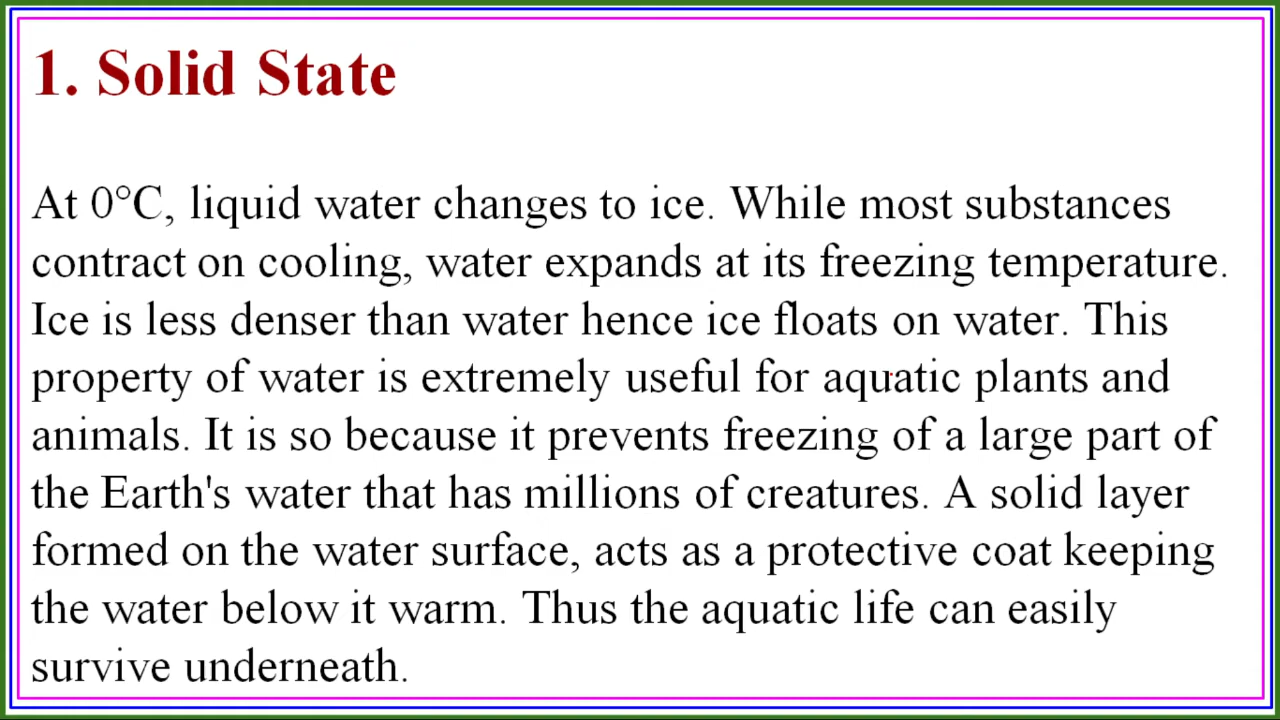 1. Solid State
At 0°C, liquid water changes to ice. While most substances
contract on cooling, water expands at its freezing temperature.
Ice is less denser than water hence ice floats on water. This
property of water is extremely useful for aquatic plants and
animals. It is so because it prevents freezing of a large part of
the Earth's water that has millions of creatures. A solid layer
formed on the water surface, acts as a protective coat keeping
the water below it warm. Thus the aquatic life can easily
survive underneath.